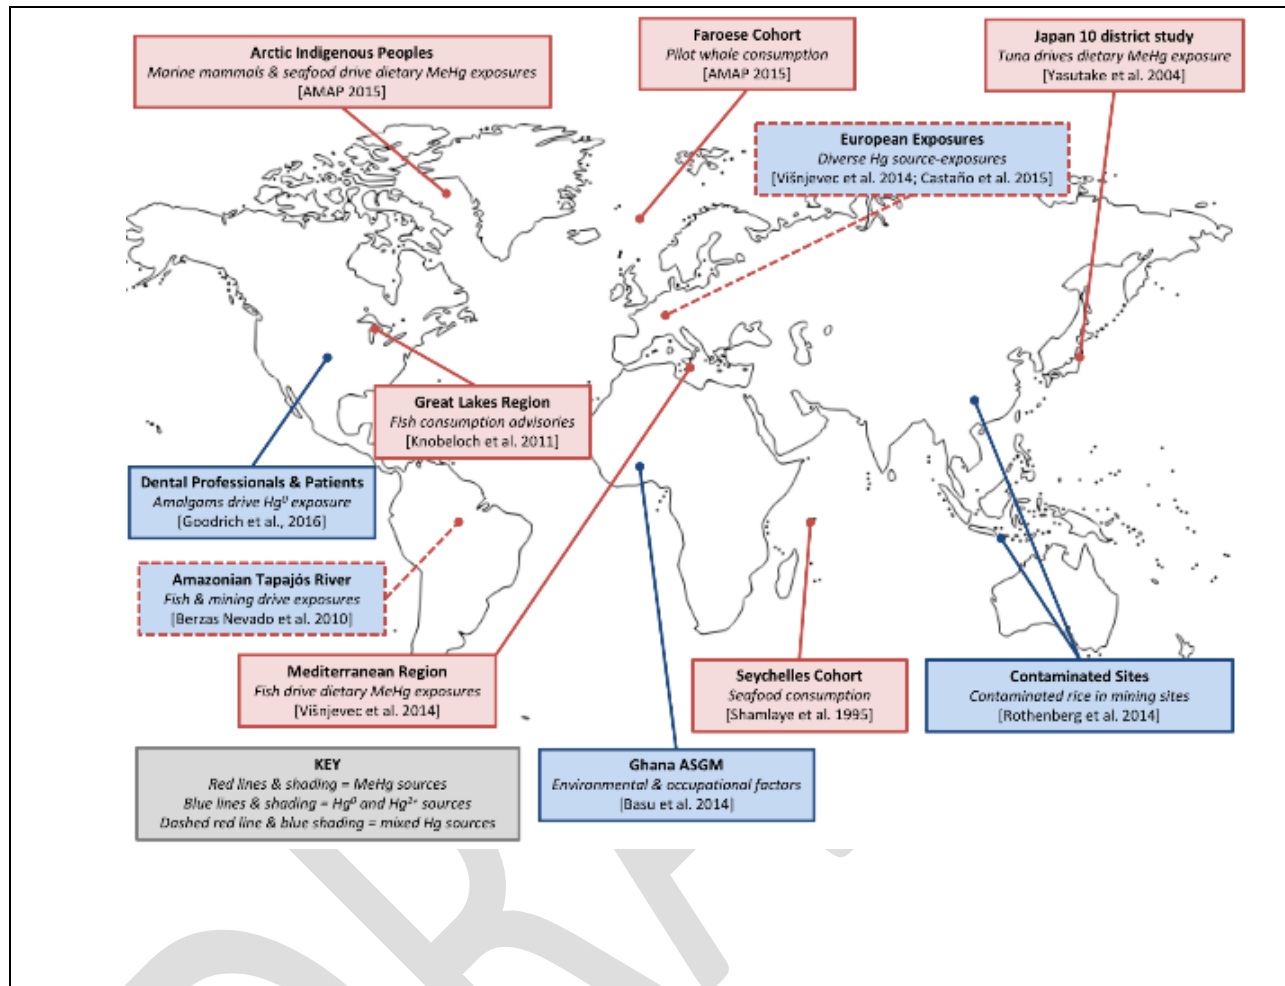 Arctic Indigenous Peoples
Marine mammals & seafood drive dietary MeHg exposures
[AMAP 2015]
Faroese Cohort
Pilot whale consumption
[AMAP 2015]
Japan 10 district study
Tuna drives dietary MeHg exposure
[Yasutake et al. 2004]
European Exposures
Diverse Hg source-exposures
[Višnjevec et al. 2014; Castaño et al. 2015]
Great Lakes Region
Fish consumption advisories
[Knobeloch et al. 2011]
Dental Professionals & Patients
Amalgams drive Hg⁰ exposure
[Goodrich et al., 2016]
Amazonian Tapajós River
Fish & mining drive exposures
[Berzas Nevado et al. 2010]
Mediterranean Region
Fish drive dietary MeHg exposures
[Višnjevec et al. 2014]
Seychelles Cohort
Seafood consumption
[Shamlaye et al. 1995]
Contaminated Sites
Contaminated rice in mining sites
[Rothenberg et al. 2014]
Ghana ASGM
Environmental & occupational factors
[Basu et al. 2014]
KEY
Red lines & shading = MeHg sources
Blue lines & shading = Hg⁰ and Hg²⁺ sources
Dashed red line & blue shading = mixed Hg sources